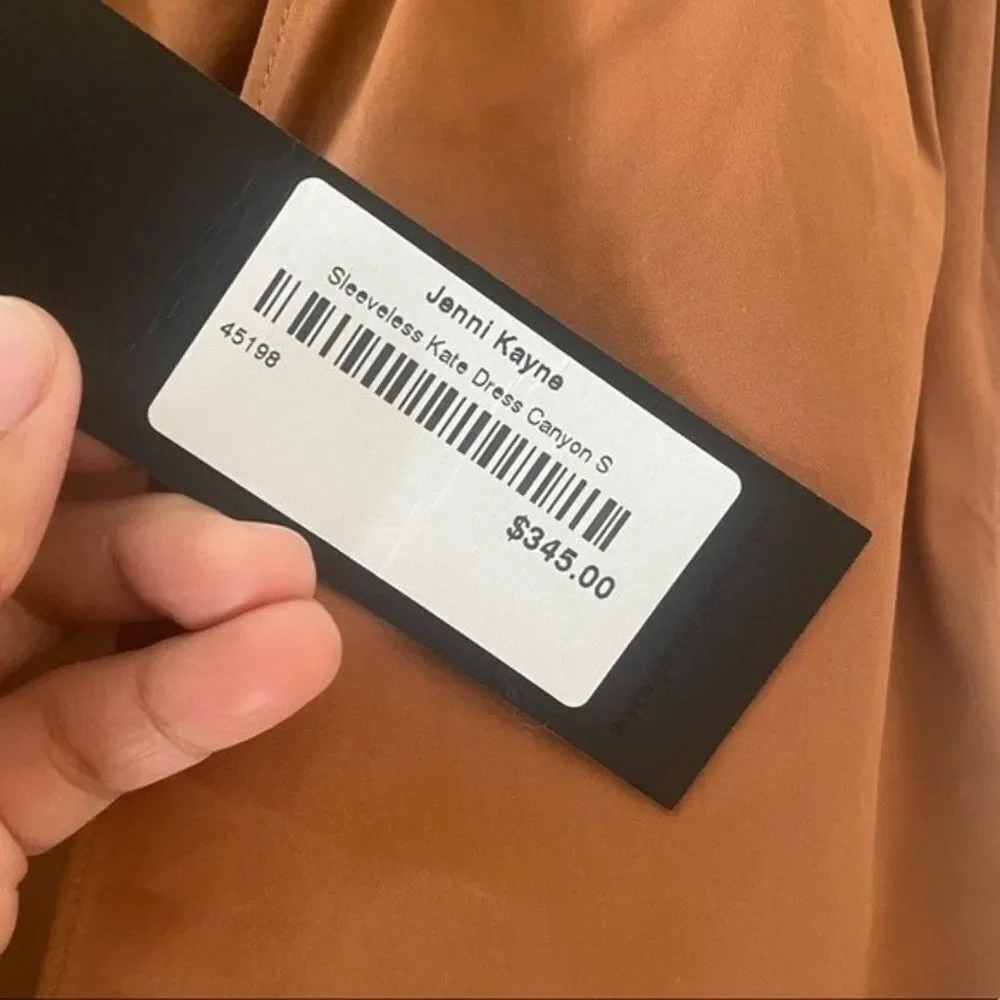 Jenni Kayne
Sleeveless Kate Dress Canyon S
45198
$345.00